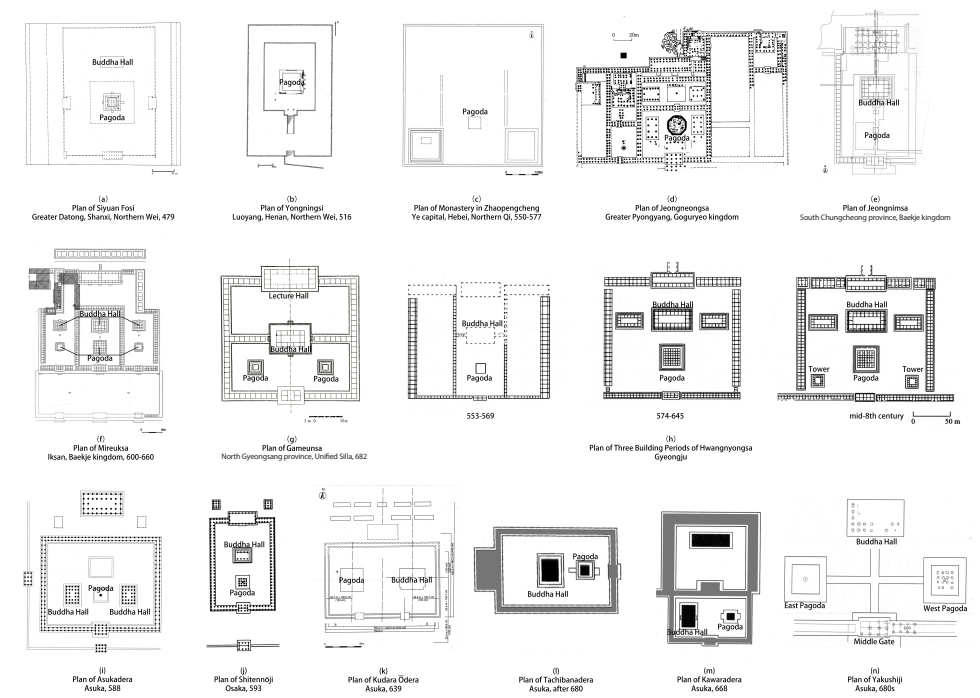 Buddha Hall
Pagoda
(a)
Plan of Siyuan Fosi
Greater Datong, Shanxi, Northern Wei, 479
Pagoda
(b)
Plan of Yongningsi
Luoyang, Henan, Northern Wei, 516
Pagoda
(c)
Plan of Monastery in Zhaopengcheng
Ye capital, Hebei, Northern Qi, 550-577
0 20m
Pagoda
(d)
Plan of Jeongneongsa
Greater Pyongyang, Goguryeo kingdom
Buddha Hall
Pagoda
(e)
Plan of Jeongnimsa
South Chungcheong province, Baekje kingdom
Buddha Hall
Pagoda
(f)
Plan of Mireuksa
Iksan, Baekje kingdom, 600-660
Lecture Hall
Buddha Hall
Pagoda
Pagoda
(g)
Plan of Gameunsa
North Gyeongsang province, Unified Silla, 682
Buddha Hall
Pagoda
553-569
Buddha Hall
Pagoda
574-645
Buddha Hall
Tower
Pagoda
Tower
mid-8th century
0 50 m
(h)
Plan of Three Building Periods of Hwangnyongsa
Gyeongju
Pagoda
Buddha Hall
Buddha Hall
(i)
Plan of Asukadera
Asuka, 588
Buddha Hall
Pagoda
(j)
Plan of Shitennōji
Osaka, 593
Pagoda
Buddha Hall
(k)
Plan of Kudara Ōdera
Asuka, 639
Pagoda
Buddha Hall
(l)
Plan of Tachibanadera
Asuka, after 680
Buddha Hall
Pagoda
(m)
Plan of Kawaradera
Asuka, 668
Buddha Hall
East Pagoda
West Pagoda
Middle Gate
(n)
Plan of Yakushiji
Asuka, 680s